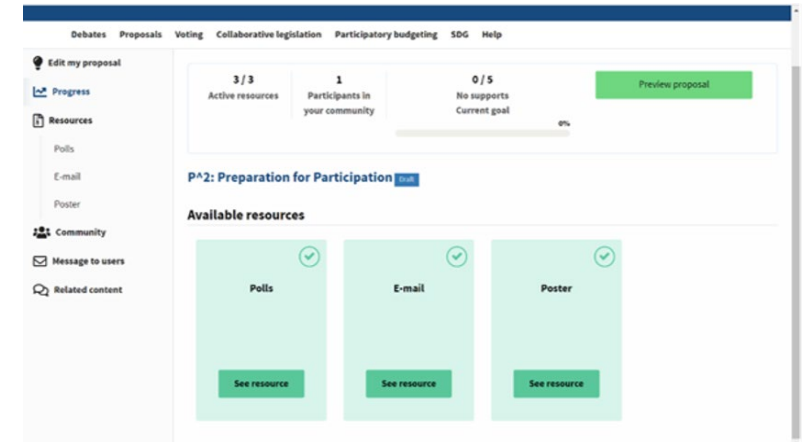 Debates Proposals Voting Collaborative legislation Participatory budgeting SDG Help
Edit my proposal
Progress
Resources
Polls
E-mail
Poster
Community
Message to users
Related content
3 / 3
Active resources
1
Participants in
your community
0 / 5
No supports
Current goal
0%
Preview proposal
P^2: Preparation for Participation Draft
Available resources
Polls
E-mail
Poster
See resource
See resource
See resource